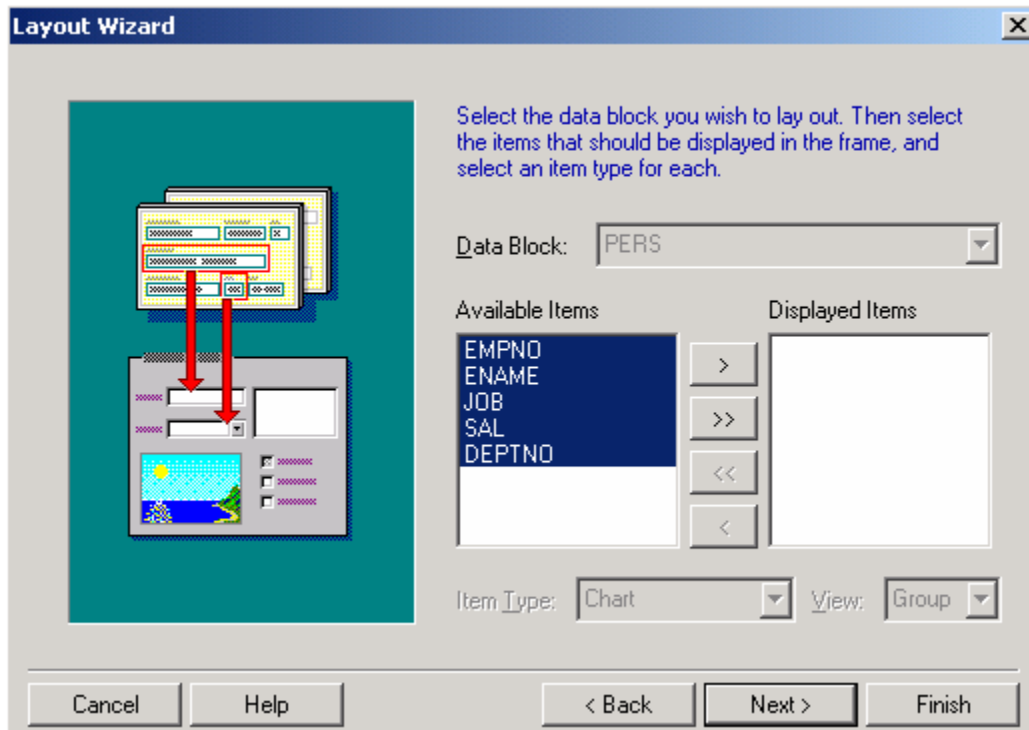 Layout Wizard
Select the data block you wish to lay out. Then select
the items that should be displayed in the frame, and
select an item type for each.
Data Block: PERS
Available Items Displayed Items
EMPNO
ENAME
JOB
SAL
DEPTNO
>
>>
<<
<
Item Type: Chart View: Group
Cancel Help < Back Next > Finish